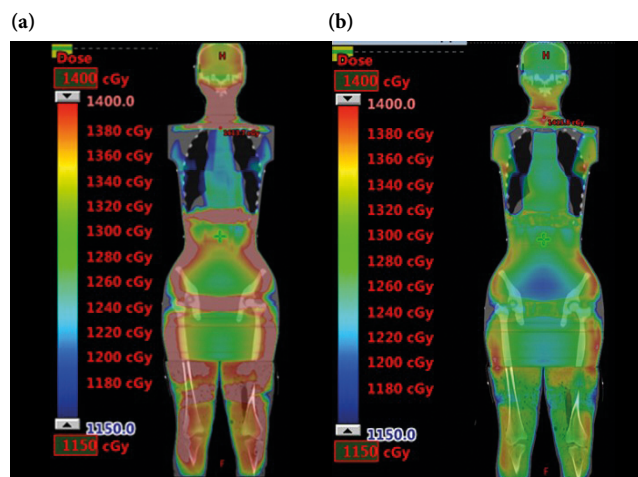 (a)
(b)
Dose
1400 cGy
1400.0
1380 cGy
1360 cGy
1340 cGy
1320 cGy
1300 cGy
1280 cGy
1260 cGy
1240 cGy
1220 cGy
1200 cGy
1180 cGy
1150.0
1150 cGy
H
F
Dose
1400 cGy
1400.0
1380 cGy
1360 cGy
1340 cGy
1320 cGy
1300 cGy
1280 cGy
1260 cGy
1240 cGy
1220 cGy
1200 cGy
1180 cGy
1150.0
1150 cGy
H
F